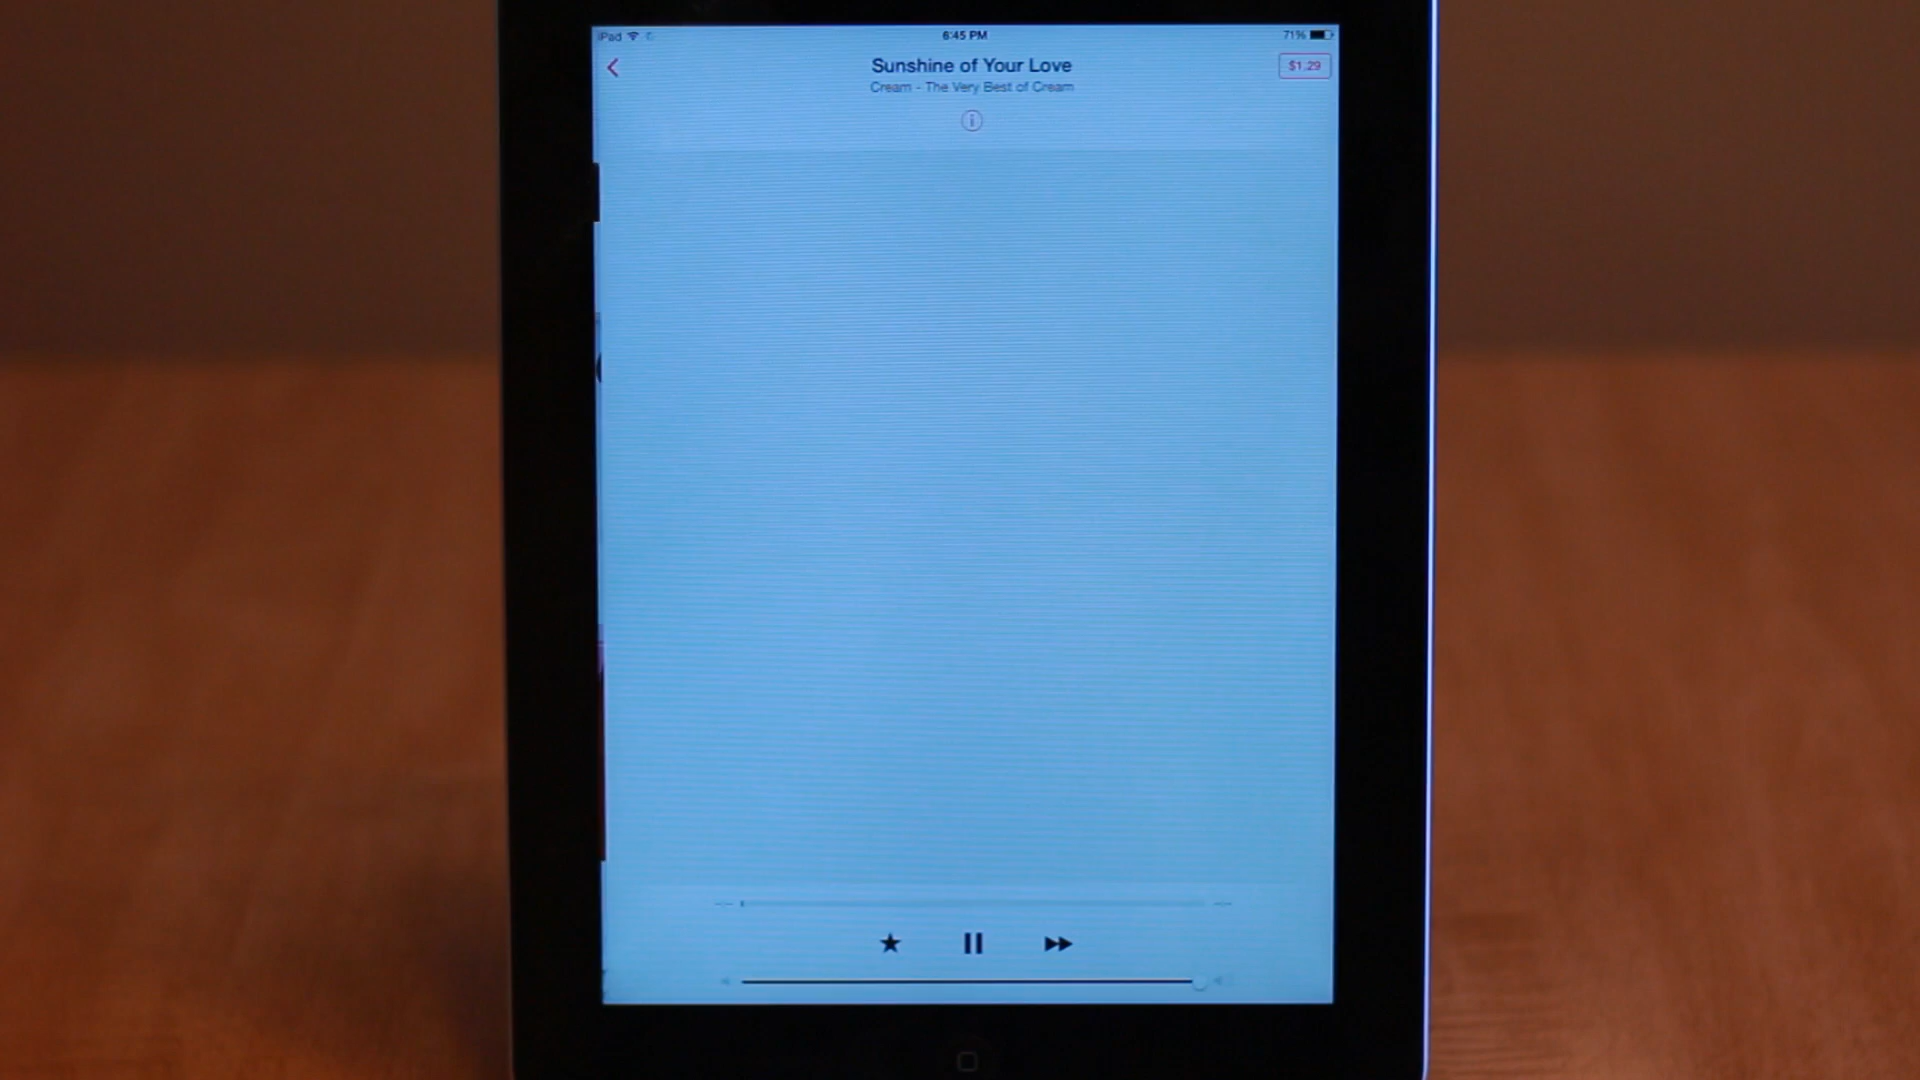 iPad 6:45 PM 71%
Sunshine of Your Love
$1.29
Cream - The Very Best of Cream